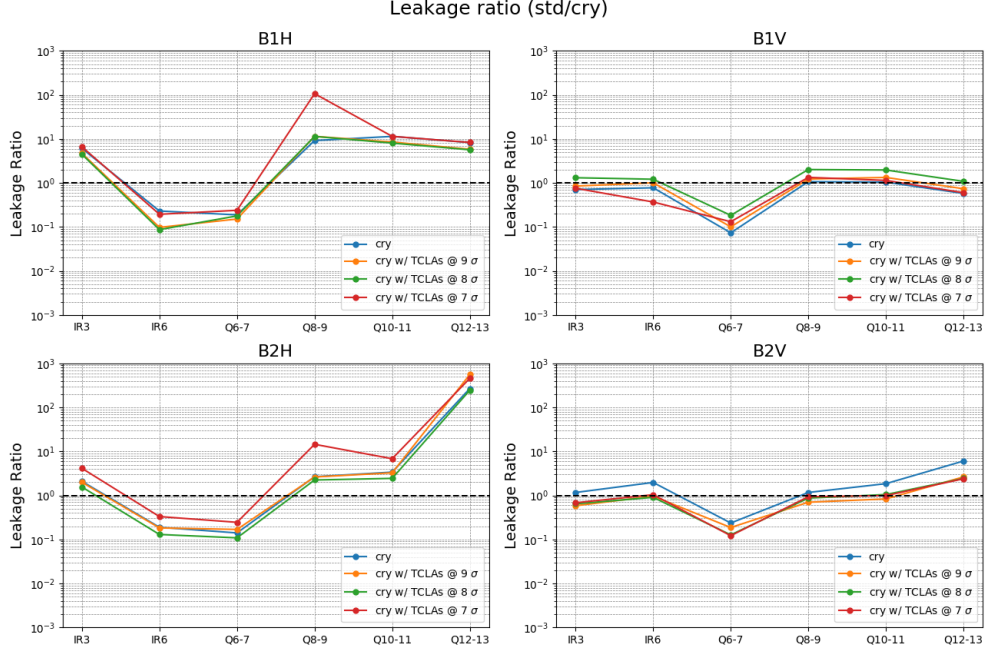 Leakage ratio (std/cry)
B1H
Leakage Ratio
10³
10²
10¹
10⁰
10⁻¹
10⁻²
10⁻³
IR3 IR6 Q6-7 Q8-9 Q10-11 Q12-13
cry
cry w/ TCLAs @ 9 σ
cry w/ TCLAs @ 8 σ
cry w/ TCLAs @ 7 σ
B1V
Leakage Ratio
10³
10²
10¹
10⁰
10⁻¹
10⁻²
10⁻³
IR3 IR6 Q6-7 Q8-9 Q10-11 Q12-13
cry
cry w/ TCLAs @ 9 σ
cry w/ TCLAs @ 8 σ
cry w/ TCLAs @ 7 σ
B2H
Leakage Ratio
10³
10²
10¹
10⁰
10⁻¹
10⁻²
10⁻³
IR3 IR6 Q6-7 Q8-9 Q10-11 Q12-13
cry
cry w/ TCLAs @ 9 σ
cry w/ TCLAs @ 8 σ
cry w/ TCLAs @ 7 σ
B2V
Leakage Ratio
10³
10²
10¹
10⁰
10⁻¹
10⁻²
10⁻³
IR3 IR6 Q6-7 Q8-9 Q10-11 Q12-13
cry
cry w/ TCLAs @ 9 σ
cry w/ TCLAs @ 8 σ
cry w/ TCLAs @ 7 σ